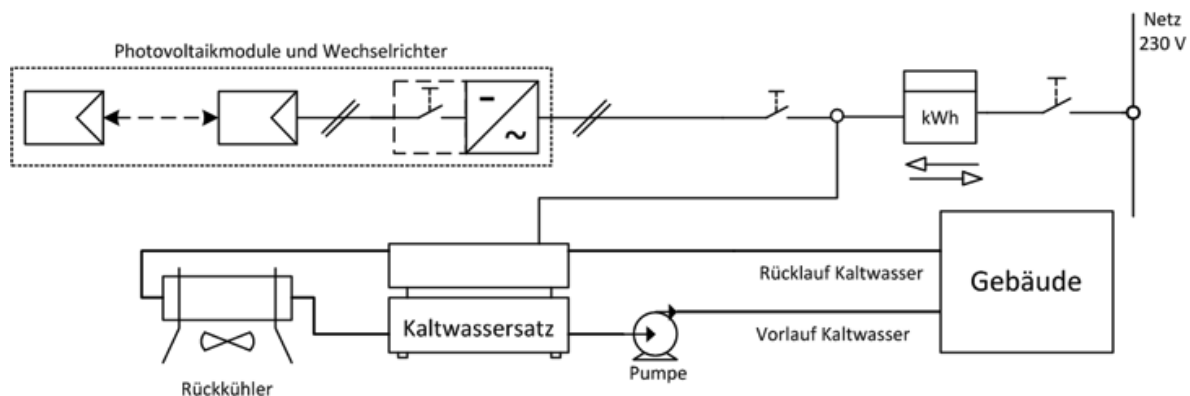 Netz
230 V
Photovoltaikmodule und Wechselrichter
-
~
kWh
Rücklauf Kaltwasser
Gebäude
Kaltwassersatz
Vorlauf Kaltwasser
Pumpe
Rückkühler